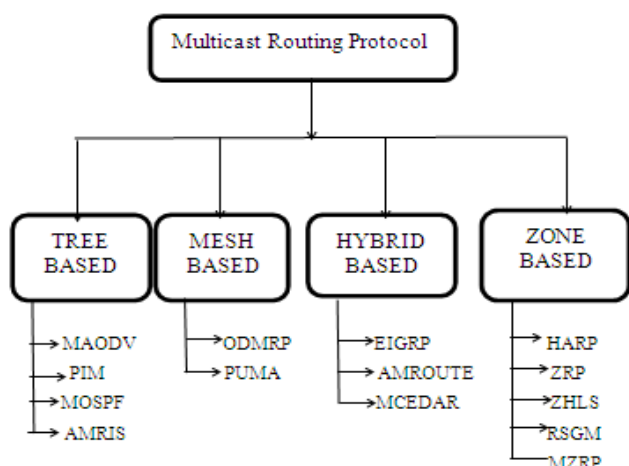 Multicast Routing Protocol
TREE
BASED
MESH
BASED
HYBRID
BASED
ZONE
BASED
MAODV
PIM
MOSPF
AMRIS
ODMRP
PUMA
EIGRP
AMROUTE
MCEDAR
HARP
ZRP
ZHLS
RSGM
MZRP